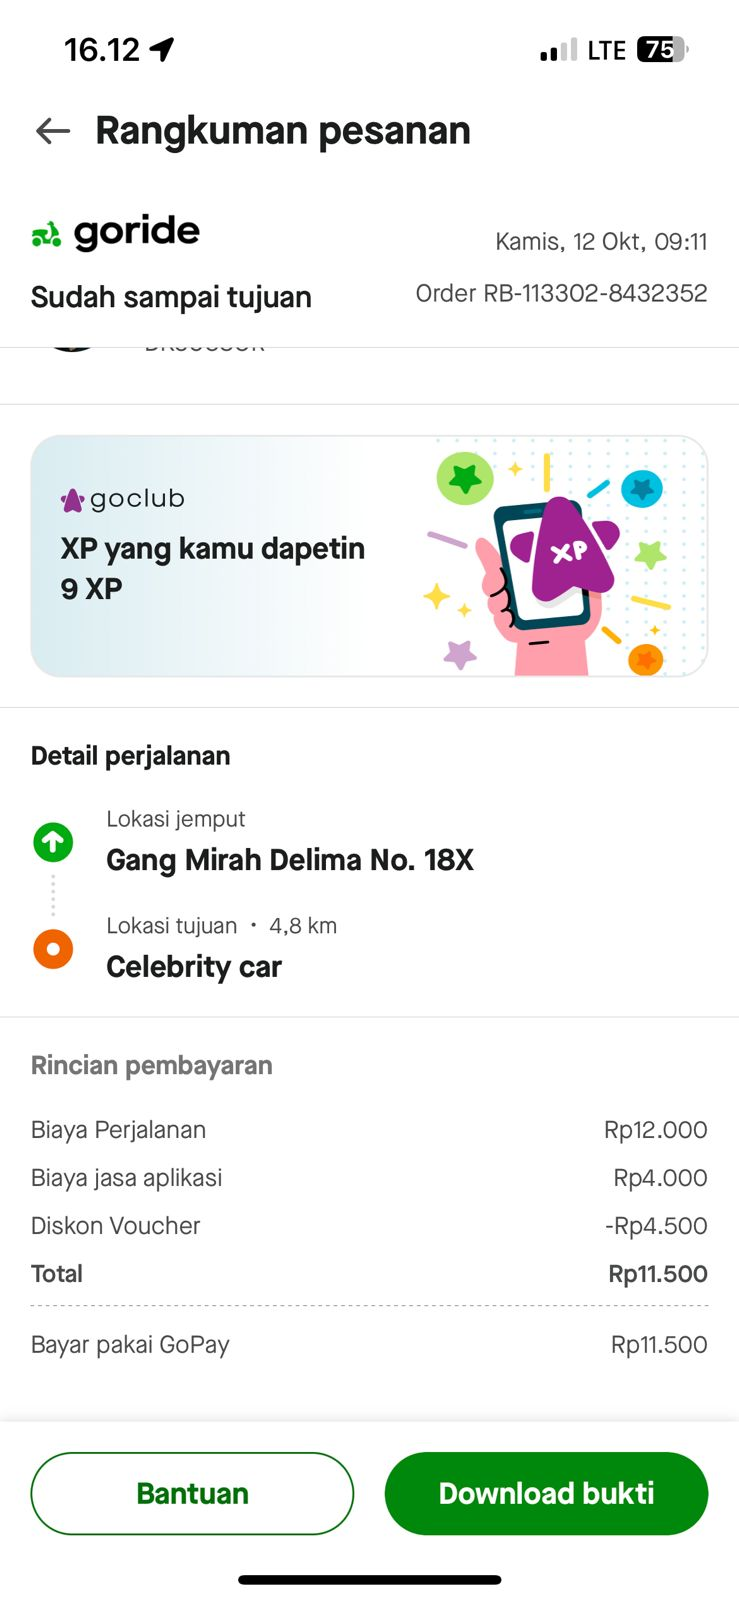 16.12
LTE 75
Rangkuman pesanan
goride
Kamis, 12 Okt, 09:11
Sudah sampai tujuan
Order RB-113302-8432352
goclub
XP yang kamu dapetin
9 XP
XP
Detail perjalanan
Lokasi jemput
Gang Mirah Delima No. 18X
Lokasi tujuan • 4,8 km
Celebrity car
Rincian pembayaran
Biaya Perjalanan Rp12.000
Biaya jasa aplikasi Rp4.000
Diskon Voucher -Rp4.500
Total Rp11.500
Bayar pakai GoPay Rp11.500
Bantuan
Download bukti